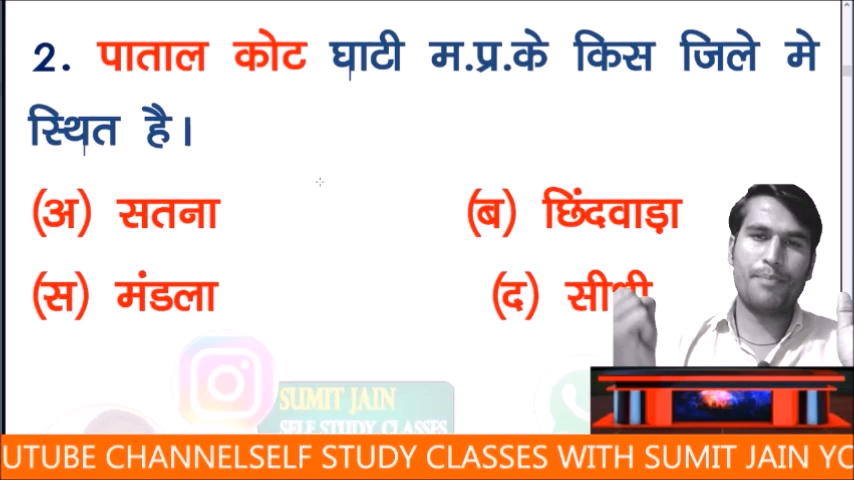 2. पाताल कोट घाटी म.प्र.के किस जिले मे
स्थित है।
(अ) सतना (ब) छिंदवाड़ा
(स) मंडला (द) सीधी
SUMIT JAIN
SELF STUDY CLASSES
UTUBE CHANNELSELF STUDY CLASSES WITH SUMIT JAIN YO